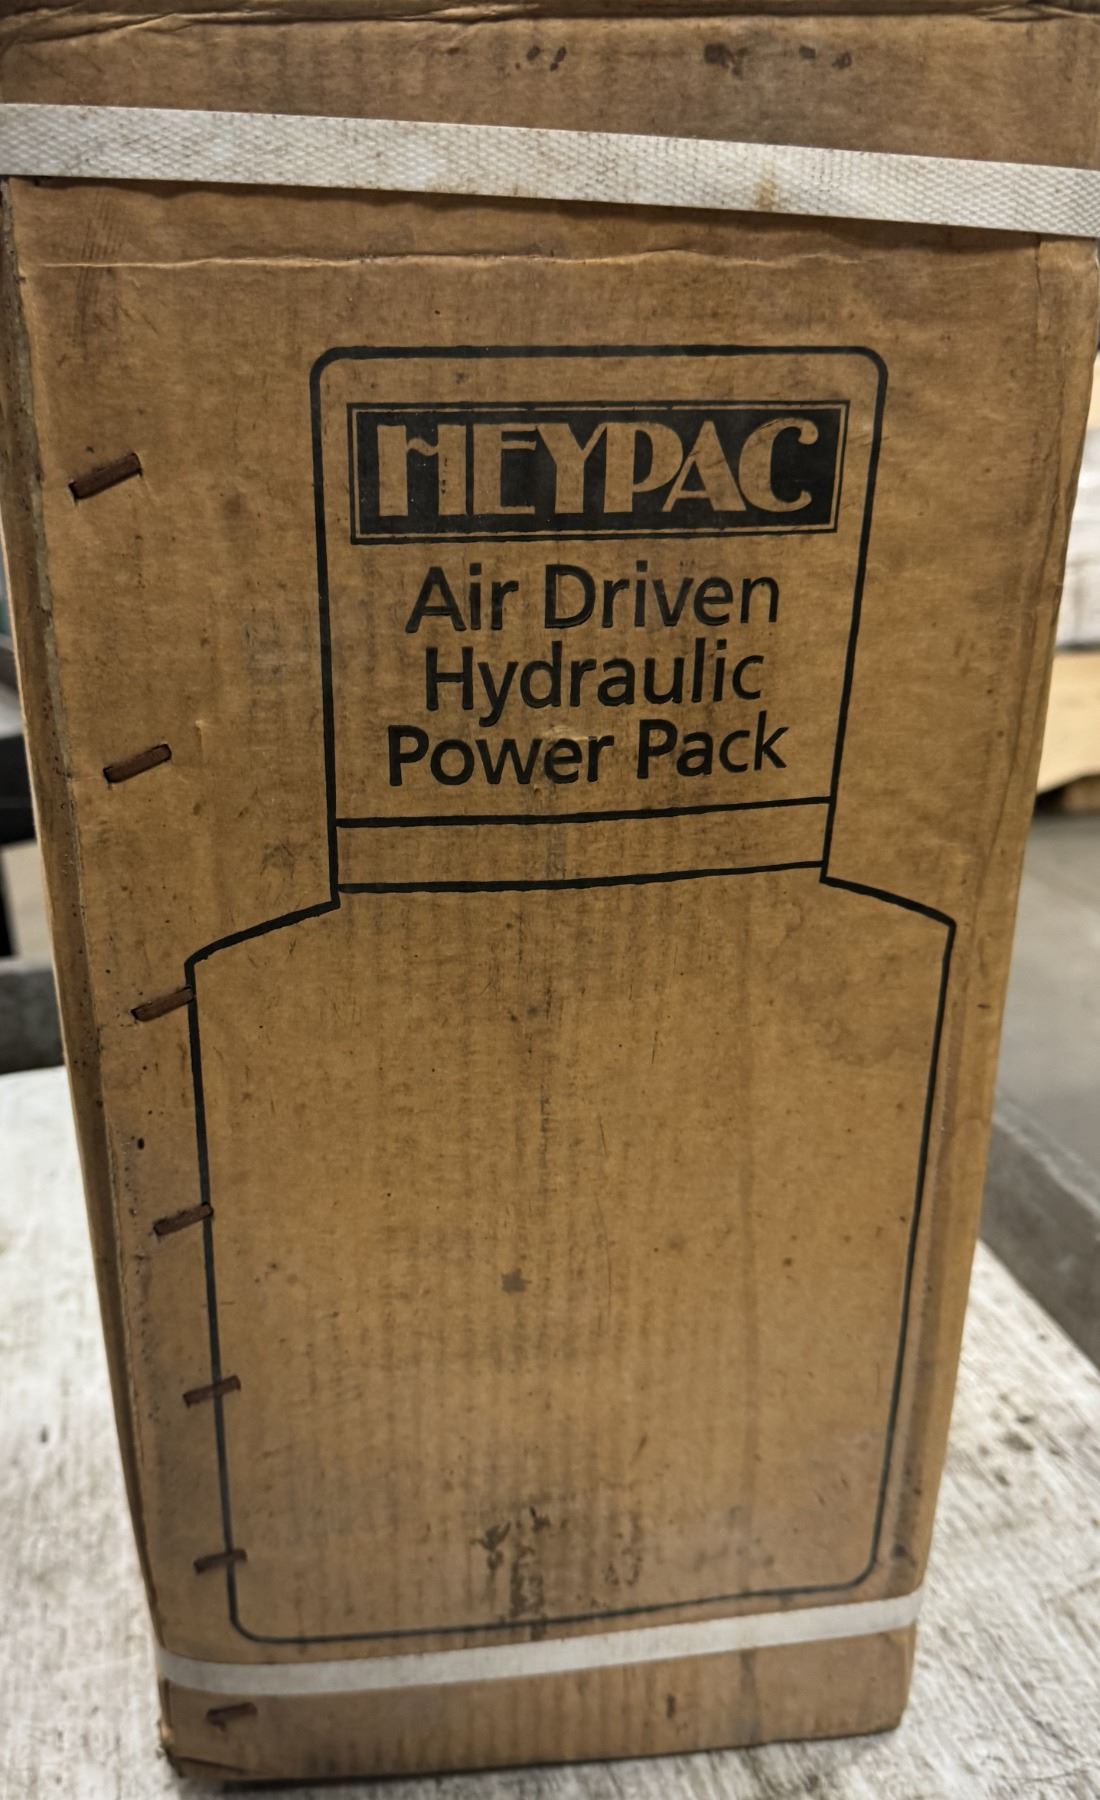 HEYPAC
Air Driven
Hydraulic
Power Pack